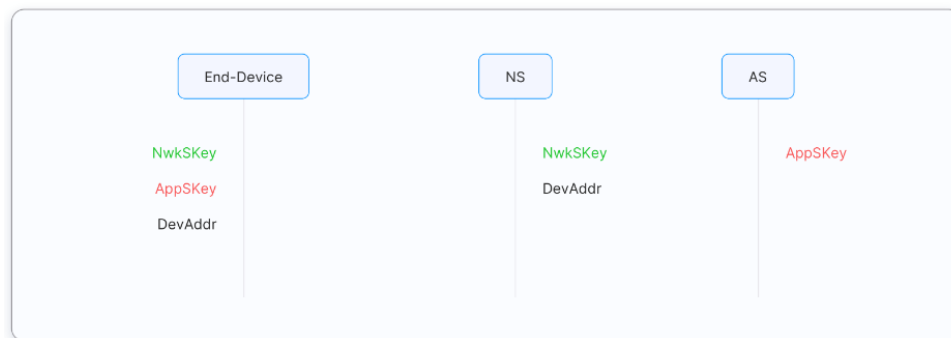 End-Device
NS
AS
NwkSKey
AppSKey
DevAddr
NwkSKey
DevAddr
AppSKey